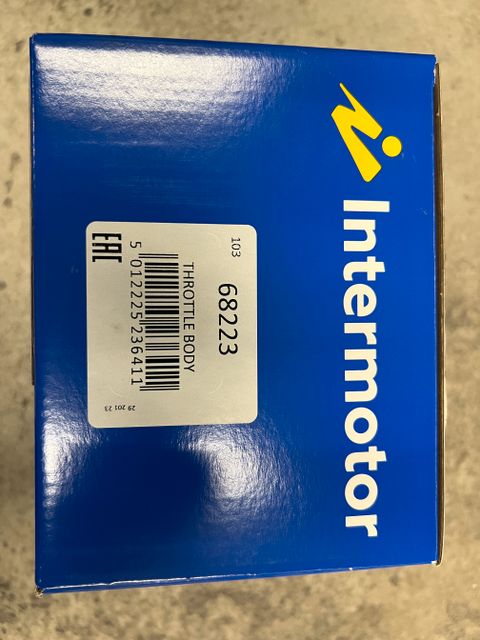 Intermotor
103
68223
THROTTLE BODY
5 012225 236411
EAC
29 201 23